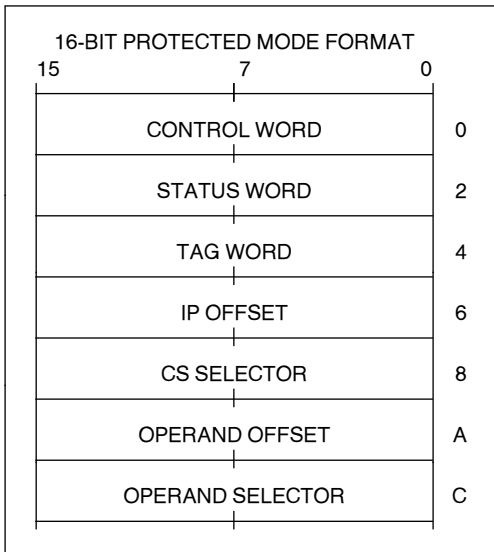 16-BIT PROTECTED MODE FORMAT
15 7 0
CONTROL WORD 0
STATUS WORD 2
TAG WORD 4
IP OFFSET 6
CS SELECTOR 8
OPERAND OFFSET A
OPERAND SELECTOR C